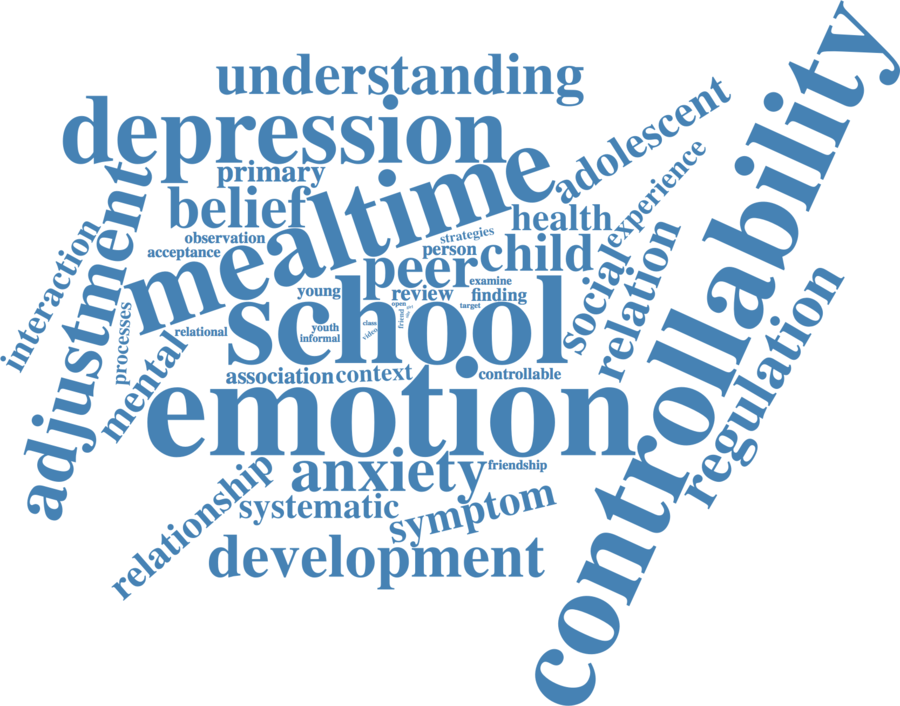 understanding
depression
primary
adolescent
controllability
belief
mealtime
health
experience
observation
strategies
acceptance
person
child
social
relation
interaction
adjustment
peer
examine
young
review
finding
open
target
friend
class
video
school
processes
relational
youth
informal
mental
association
context
controllable
regulation
emotion
anxiety
friendship
relationship
systematic
symptom
development